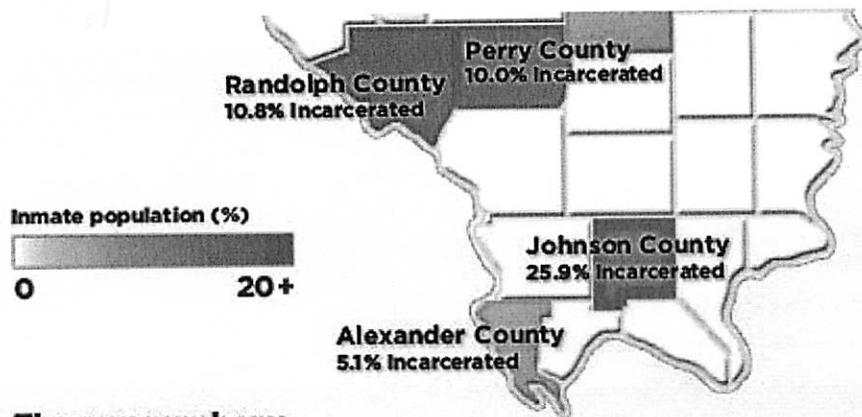 Perry County
10.0% Incarcerated
Randolph County
10.8% Incarcerated
Inmate population (%)
0 20+
Johnson County
25.9% Incarcerated
Alexander County
5.1% Incarcerated